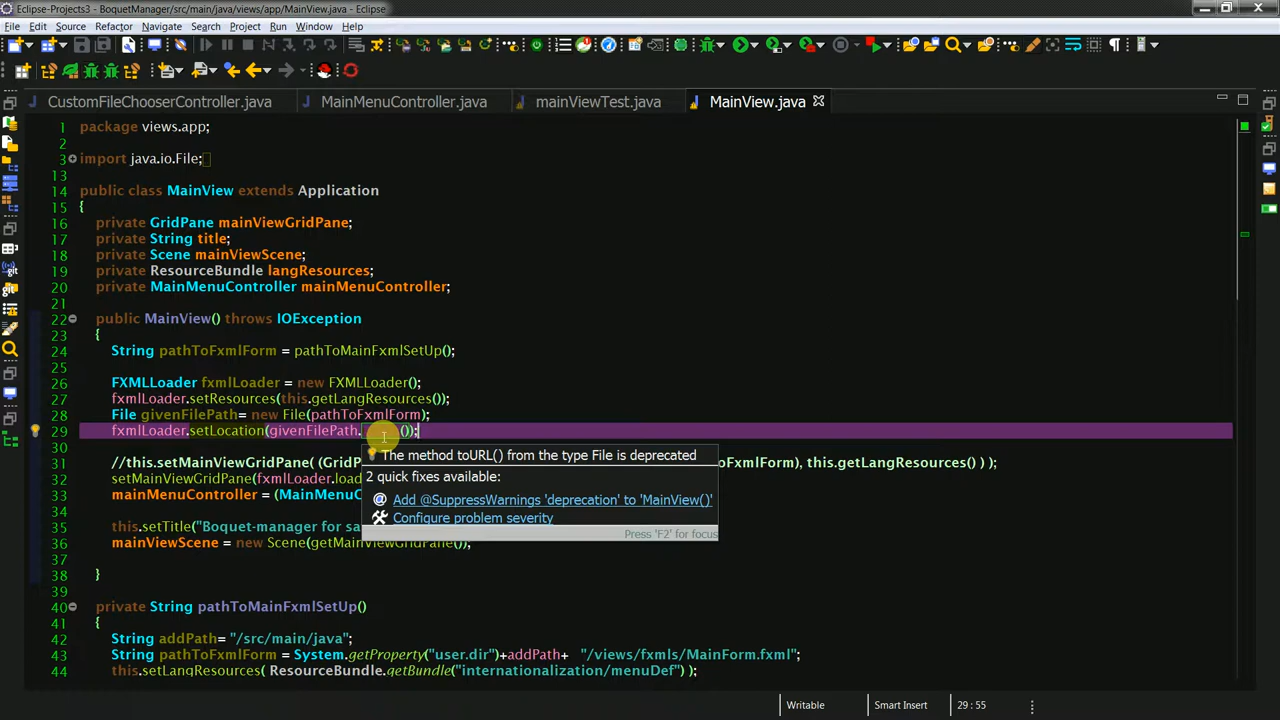 Eclipse-Projects3 - BoquetManager/src/main/java/views/app/MainView.java - Eclipse
File Edit Source Refactor Navigate Search Project Run Window Help
CustomFileChooserController.java MainMenuController.java mainViewTest.java MainView.java
1 package views.app;
2
3 import java.io.File;
13
14 public class MainView extends Application
15 {
16 private GridPane mainViewGridPane;
17 private String title;
18 private Scene mainViewScene;
19 private ResourceBundle langResources;
20 private MainMenuController mainMenuController;
21
22 public MainView() throws IOException
23 {
24 String pathToFxmlForm = pathToMainFxmlSetUp();
25
26 FXMLLoader fxmlLoader = new FXMLLoader();
27 fxmlLoader.setResources(this.getLangResources());
28 File givenFilePath= new File(pathToFxmlForm);
29 fxmlLoader.setLocation(givenFilePath. ());
30
The method toURL() from the type File is deprecated
31 //this.setMainViewGridPane( (GridPa oFxmlForm), this.getLangResources() ) );
2 quick fixes available:
32 setMainViewGridPane(fxmlLoader.load
33 mainMenuController = (MainMenuC
Add @SuppressWarnings 'deprecation' to 'MainView()'
34
Configure problem severity
35 this.setTitle("Boquet-manager for sa
Press 'F2' for focus
36 mainViewScene = new Scene(getMainViewGridPane());
37
38 }
39
40 private String pathToMainFxmlSetUp()
41 {
42 String addPath= "/src/main/java";
43 String pathToFxmlForm = System.getProperty("user.dir")+addPath+ "/views/fxmls/MainForm.fxml";
44 this.setLangResources( ResourceBundle.getBundle("internationalization/menuDef") );
Writable Smart Insert 29 : 55